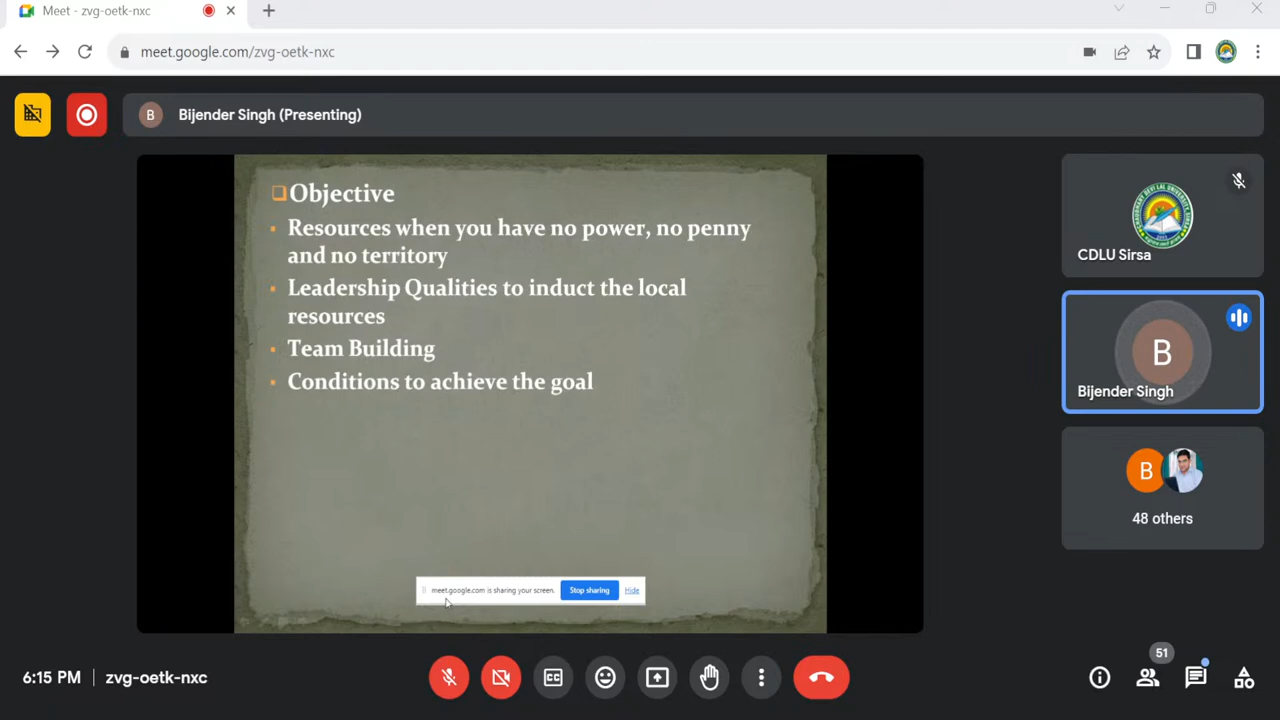 Meet - zvg-oetk-nxc
meet.google.com/zvg-oetk-nxc
B
Bijender Singh (Presenting)
Objective
Resources when you have no power, no penny
and no territory
Leadership Qualities to induct the local
resources
Team Building
Conditions to achieve the goal
meet.google.com is sharing your screen.
Stop sharing
Hide
CDLU Sirsa
B
Bijender Singh
B
48 others
6:15 PM
zvg-oetk-nxc
CC
51